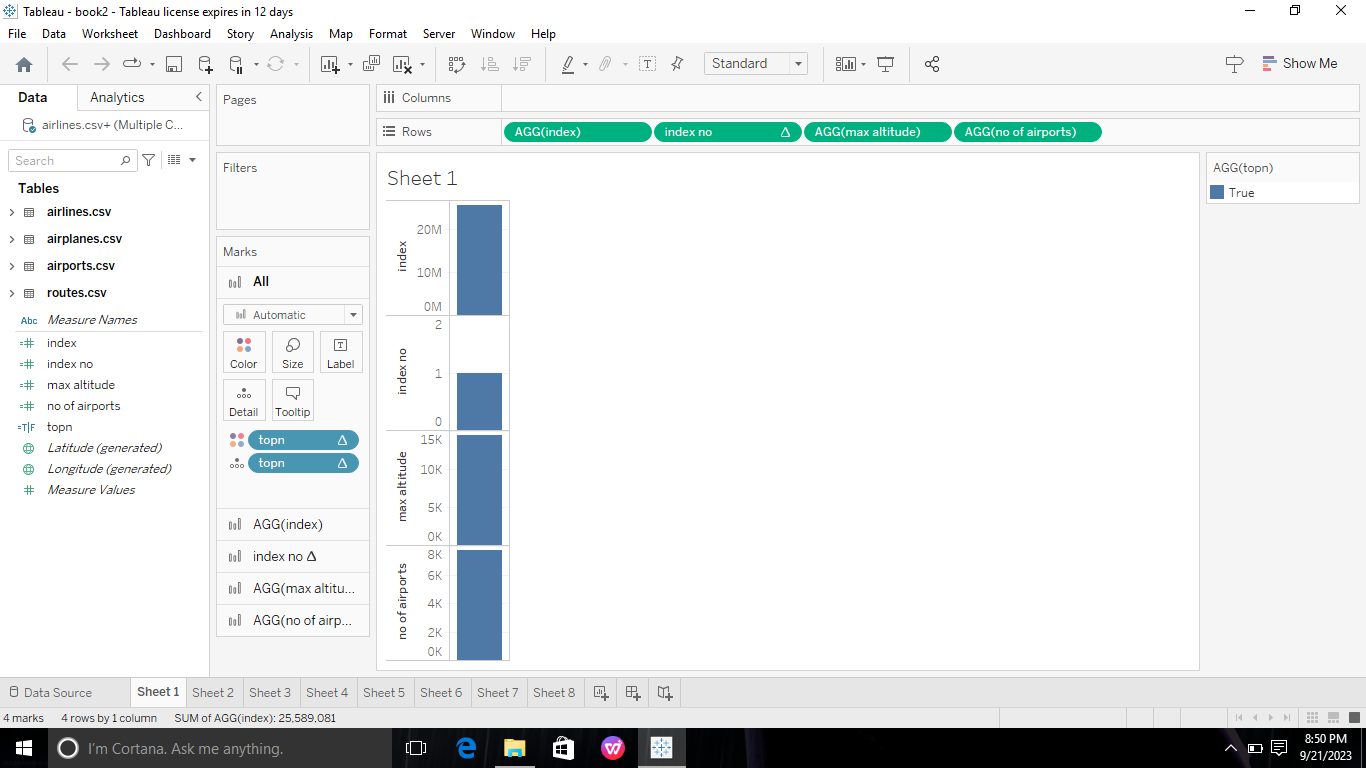 Tableau - book2 - Tableau license expires in 12 days
File Data Worksheet Dashboard Story Analysis Map Format Server Window Help
Standard
Show Me
Data Analytics
airlines.csv+ (Multiple C...
Search
Tables
airlines.csv
airplanes.csv
airports.csv
routes.csv
Abc Measure Names
index
index no
max altitude
no of airports
=T|F topn
Latitude (generated)
Longitude (generated)
Measure Values
Pages
Filters
Marks
All
Automatic
Color Size Label
Detail Tooltip
topn Δ
topn Δ
AGG(index)
index no Δ
AGG(max altitu...
AGG(no of airp...
Columns
Rows AGG(index) index no Δ AGG(max altitude) AGG(no of airports)
Sheet 1
index
20M
10M
0M
index no
2
1
0
max altitude
15K
10K
5K
0K
no of airports
8K
6K
4K
2K
0K
AGG(topn)
True
Data Source Sheet 1 Sheet 2 Sheet 3 Sheet 4 Sheet 5 Sheet 6 Sheet 7 Sheet 8
4 marks 4 rows by 1 column SUM of AGG(index): 25,589,081
I'm Cortana. Ask me anything.
8:50 PM
9/21/2023